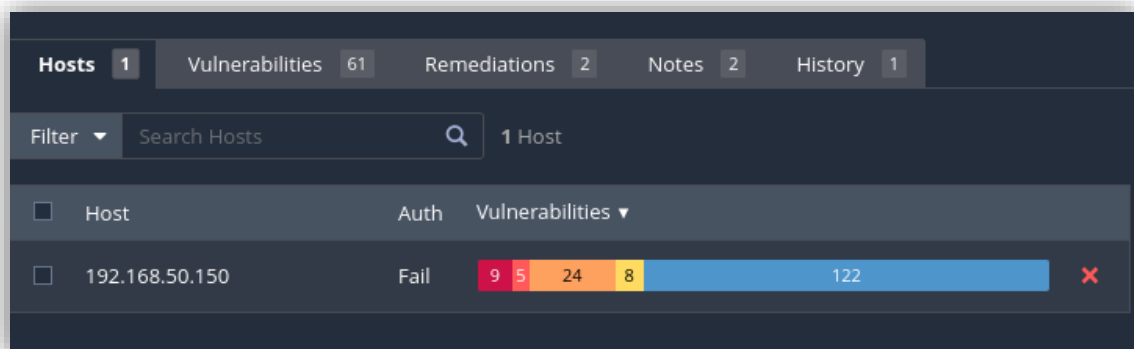 Hosts 1 Vulnerabilities 61 Remediations 2 Notes 2 History 1
Filter Search Hosts 1 Host
Host Auth Vulnerabilities
192.168.50.150 Fail 9 5 24 8 122